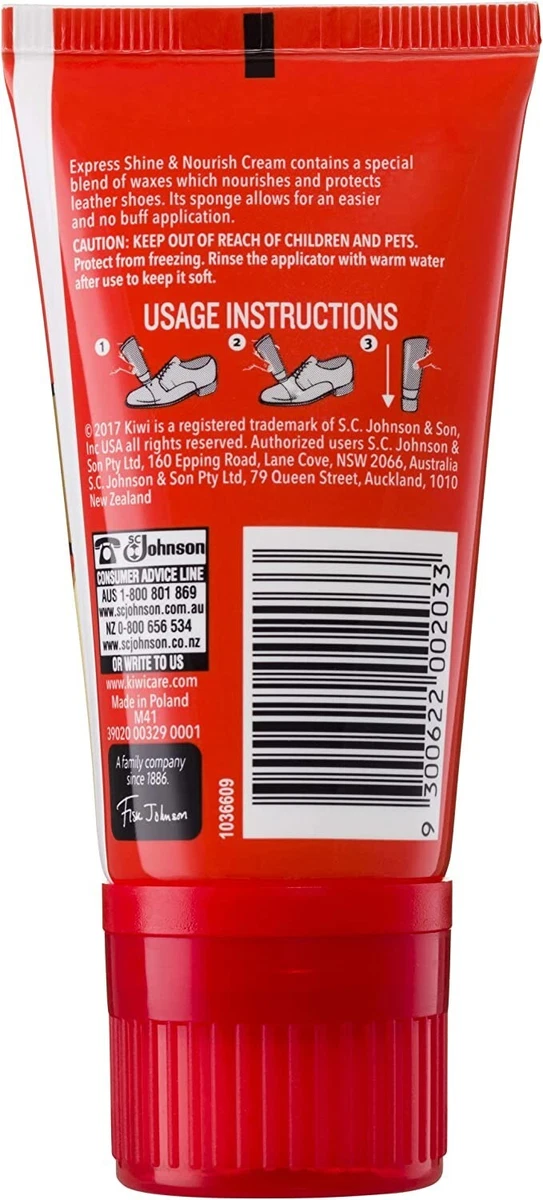 Express Shine & Nourish Cream contains a special
blend of waxes which nourishes and protects
leather shoes. Its sponge allows for an easier
and no buff application.
CAUTION: KEEP OUT OF REACH OF CHILDREN AND PETS.
Protect from freezing. Rinse the applicator with warm water
after use to keep it soft.
USAGE INSTRUCTIONS
1 2 3
© 2017 Kiwi is a registered trademark of S.C. Johnson & Son,
Inc USA all rights reserved. Authorized users S.C. Johnson &
Son Pty Ltd, 160 Epping Road, Lane Cove, NSW 2066, Australia
S.C. Johnson & Son Pty Ltd, 79 Queen Street, Auckland, 1010
New Zealand
SC Johnson
CONSUMER ADVICE LINE
AUS 1-800 801 869
www.scjohnson.com.au
NZ 0-800 656 534
www.scjohnson.co.nz
OR WRITE TO US
www.kiwicare.com
Made in Poland
M41
39020 00329 0001
A family company
since 1886.
Fisk Johnson
1036609
9 300622 002033